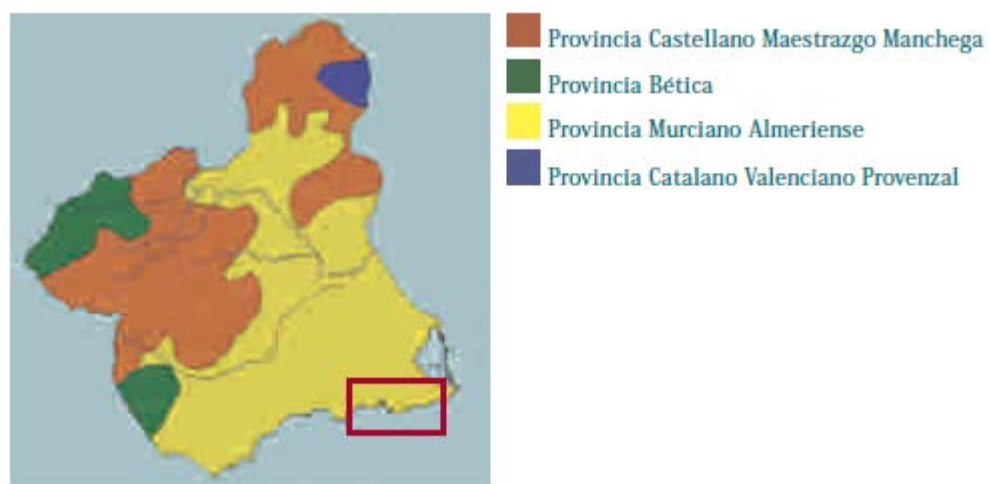 Provincia Castellano Maestrazgo Manchega
Provincia Bética
Provincia Murciano Almeriense
Provincia Catalano Valenciano Provenzal